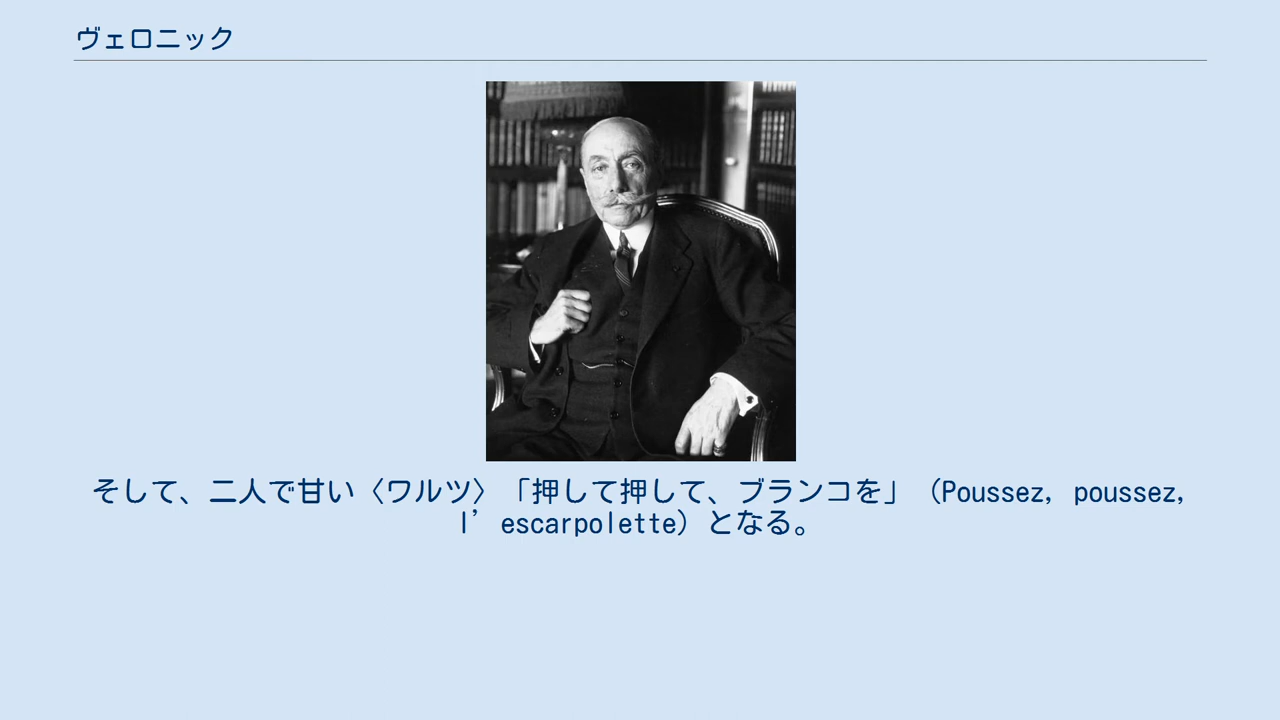 ヴェロニック
そして、二人で甘い〈ワルツ〉「押して押して、ブランコを」（Poussez, poussez,
l’escarpolette）となる。